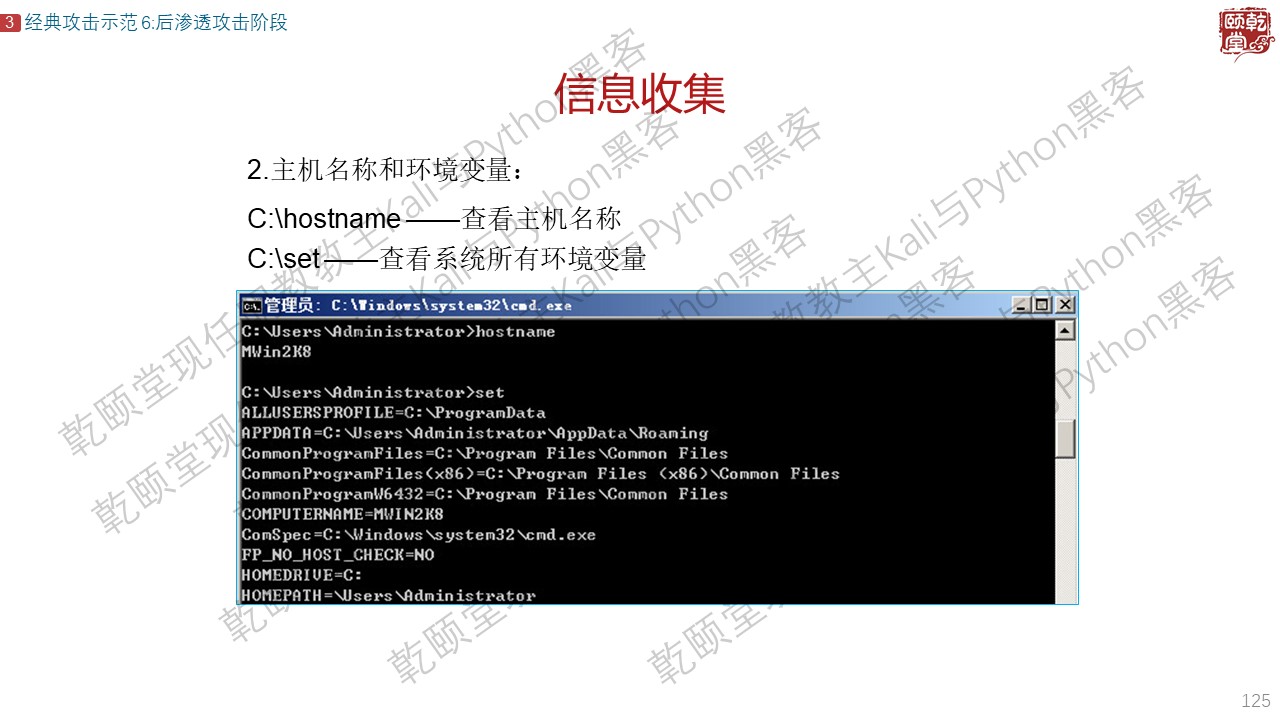 3 经典攻击示范 6:后渗透攻击阶段
乾颐堂
信息收集
2.主机名称和环境变量：
C:\hostname ——查看主机名称
C:\set ——查看系统所有环境变量
管理员: C:\Windows\system32\cmd.exe
C:\Users\Administrator>hostname
MWin2K8
C:\Users\Administrator>set
ALLUSERSPROFILE=C:\ProgramData
APPDATA=C:\Users\Administrator\AppData\Roaming
CommonProgramFiles=C:\Program Files\Common Files
CommonProgramFiles(x86)=C:\Program Files (x86)\Common Files
CommonProgramW6432=C:\Program Files\Common Files
COMPUTERNAME=MWIN2K8
ComSpec=C:\Windows\system32\cmd.exe
FP_NO_HOST_CHECK=NO
HOMEDRIVE=C:
HOMEPATH=\Users\Administrator
乾颐堂现任教教主Kali与Python黑客
125